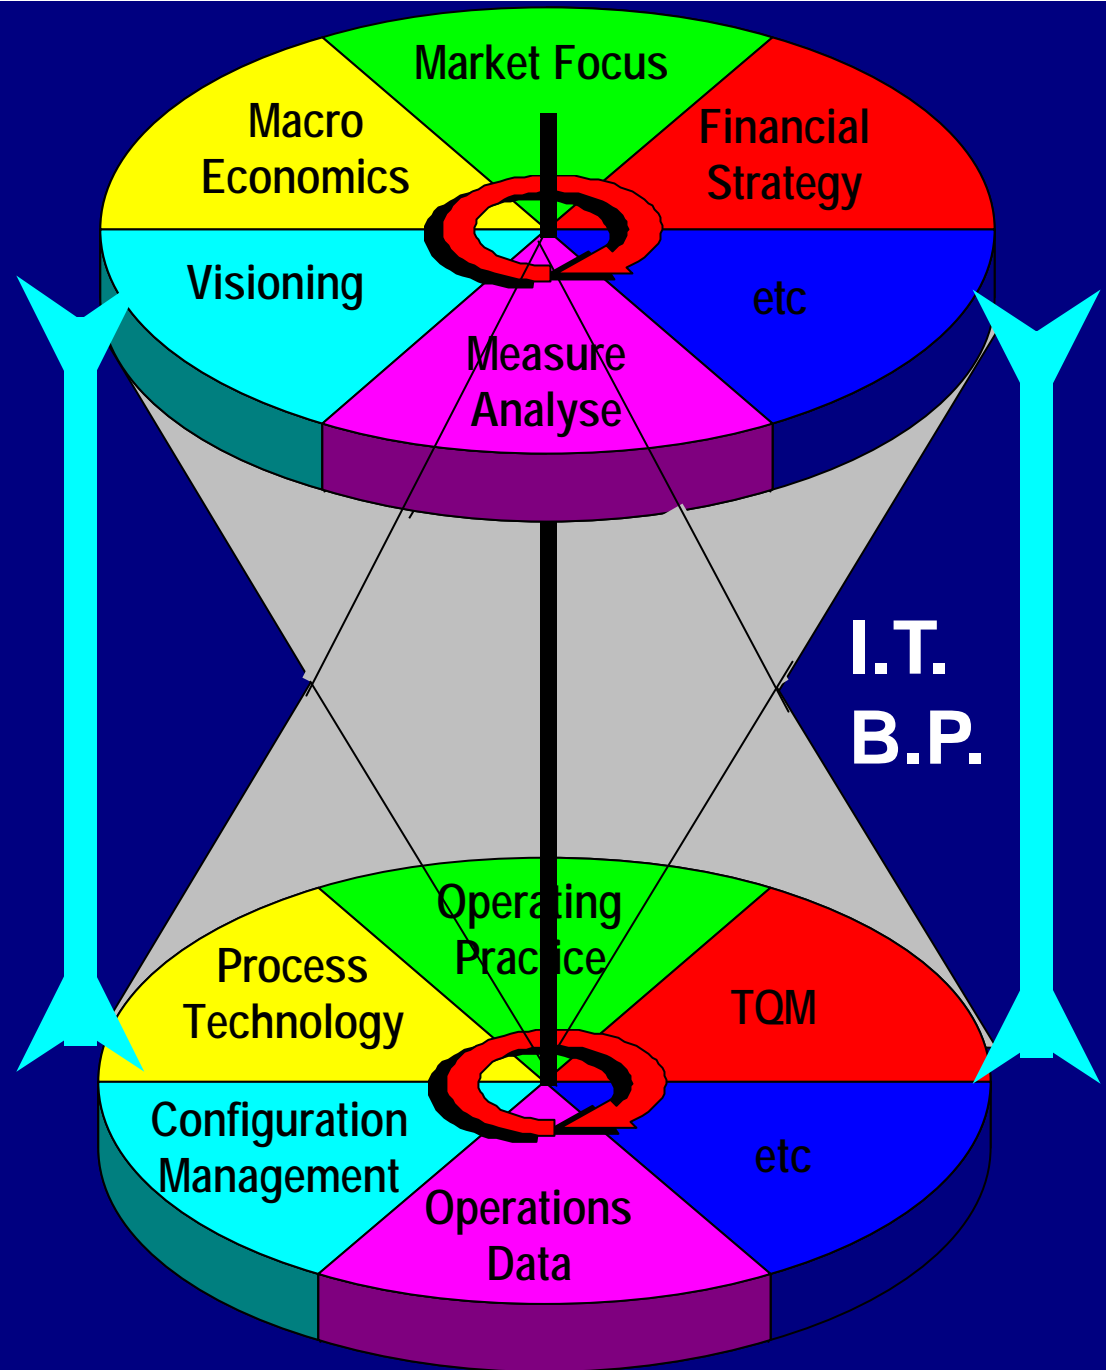 Market Focus
Macro
Economics
Financial
Strategy
Visioning
etc
Measure
Analyse
I.T.
B.P.
Operating
Practice
Process
Technology
TQM
Configuration
Management
etc
Operations
Data